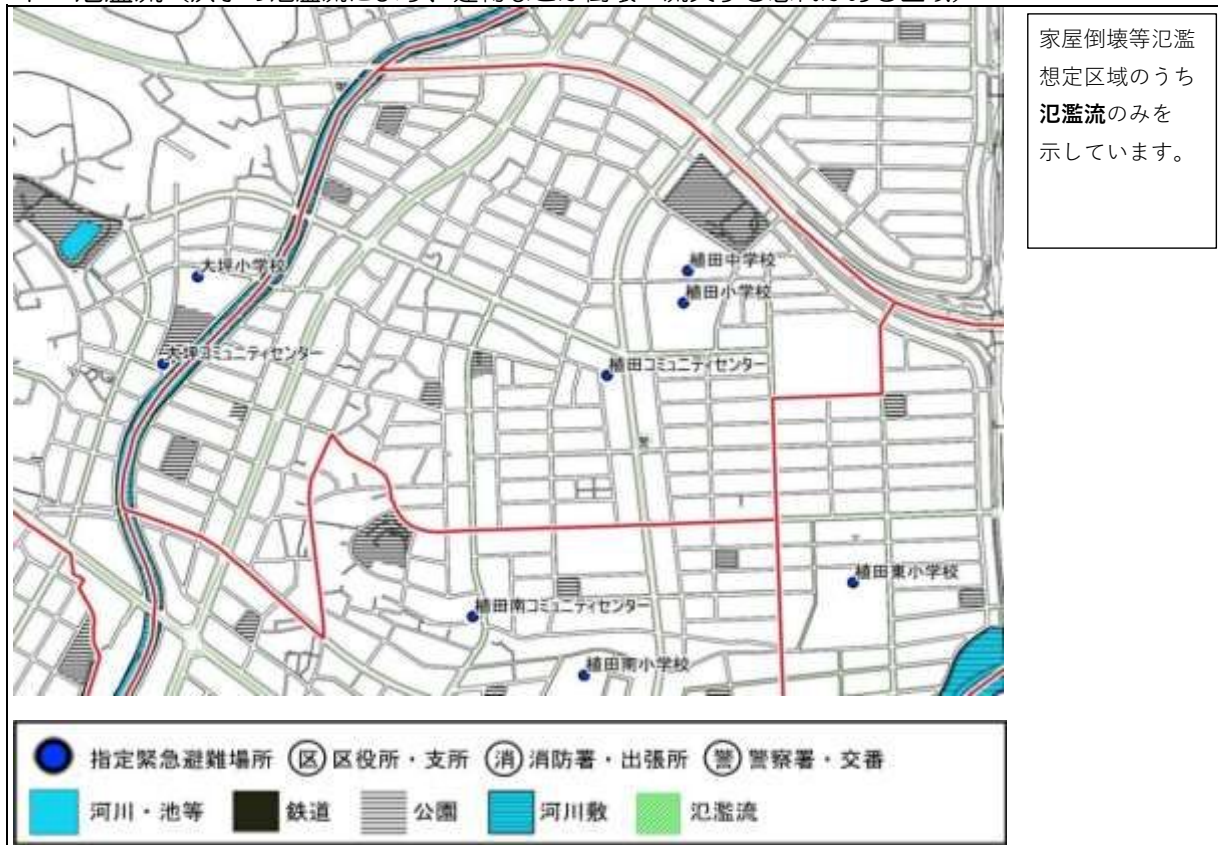 家屋倒壊等氾濫
想定区域のうち
氾濫流のみを
示しています。
植田中学校
大坪小学校
植田小学校
大坪コミュニティセンター
植田コミュニティセンター
植田東小学校
植田南コミュニティセンター
植田南小学校
指定緊急避難場所 区 区役所・支所 消 消防署・出張所 警 警察署・交番
河川・池等 鉄道 公園 河川敷 氾濫流